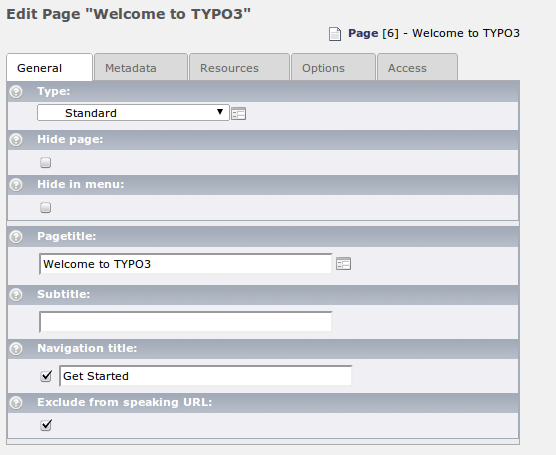 Edit Page "Welcome to TYPO3"
Page [6] - Welcome to TYPO3
General Metadata Resources Options Access
Type:
Standard
Hide page:
Hide in menu:
Pagetitle:
Welcome to TYPO3
Subtitle:
Navigation title:
Get Started
Exclude from speaking URL: